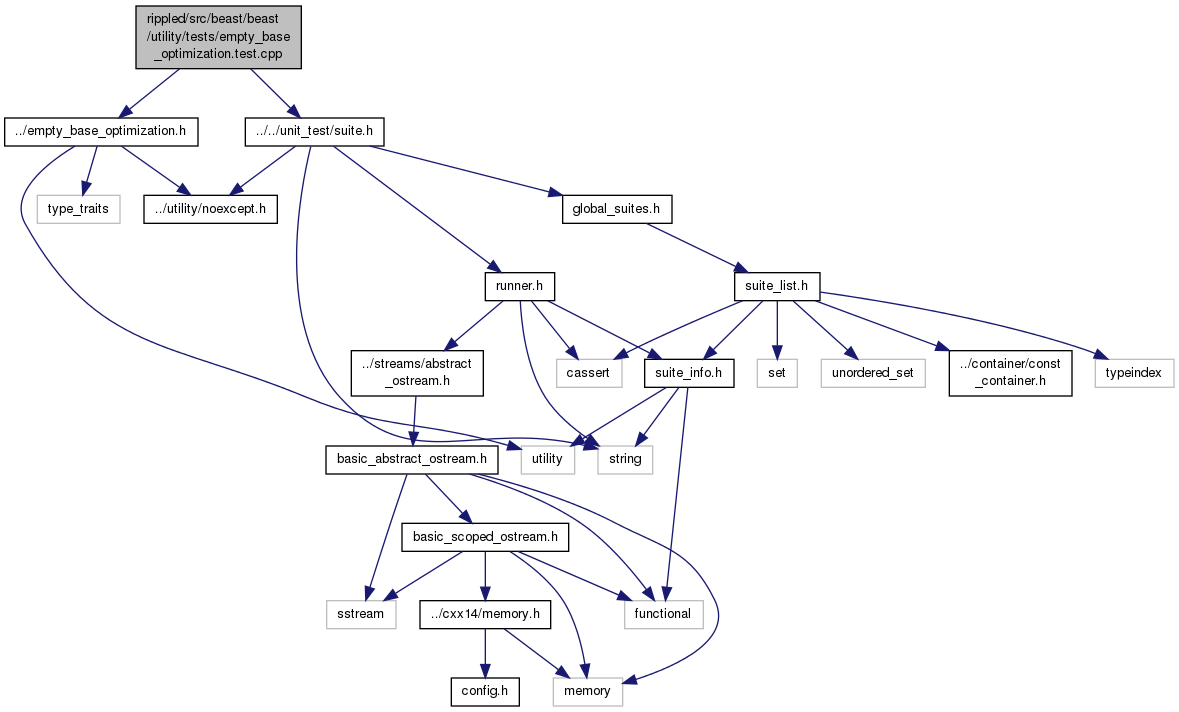 rippled/src/beast/beast
/utility/tests/empty_base
_optimization.test.cpp
../empty_base_optimization.h
../../unit_test/suite.h
type_traits
../utility/noexcept.h
global_suites.h
runner.h
suite_list.h
../streams/abstract
_ostream.h
cassert
suite_info.h
set
unordered_set
../container/const
_container.h
typeindex
basic_abstract_ostream.h
utility
string
basic_scoped_ostream.h
sstream
../cxx14/memory.h
functional
config.h
memory